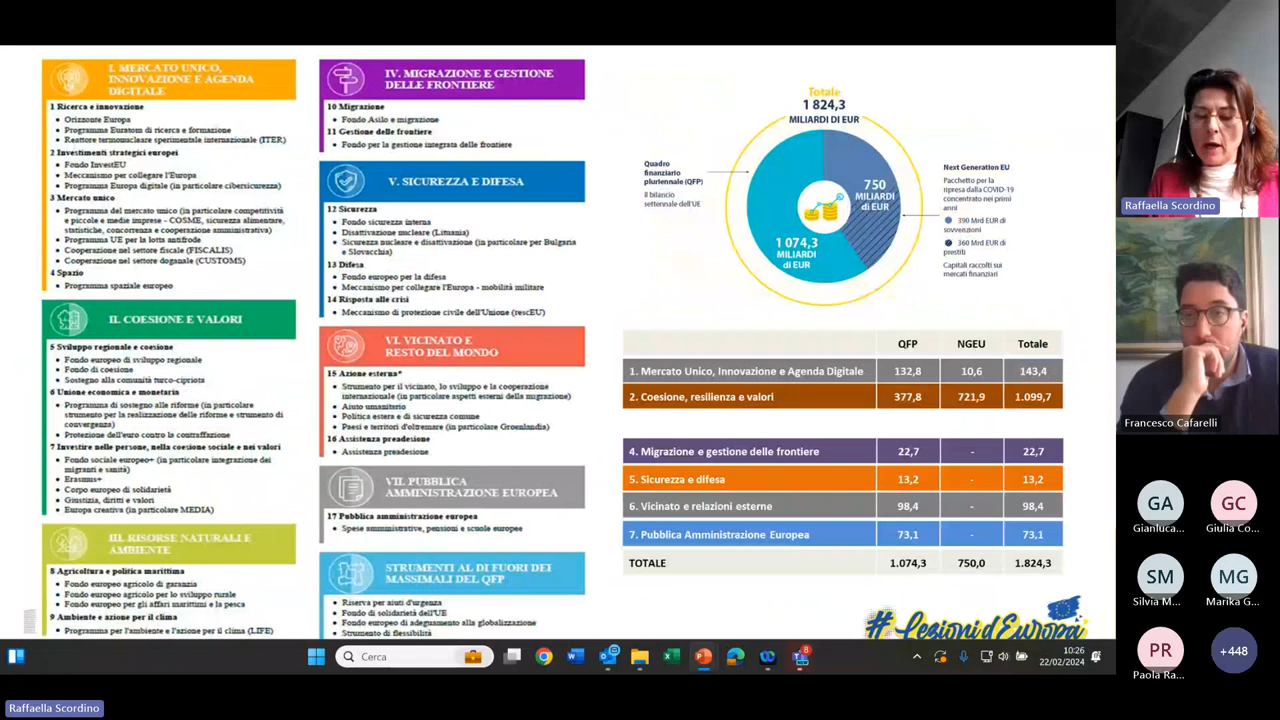 I. MERCATO UNICO,
INNOVAZIONE E AGENDA
DIGITALE
1 Ricerca e innovazione
• Orizzonte Europa
• Programma Euratom di ricerca e formazione
• Reattore termonucleare sperimentale internazionale (ITER)
2 Investimenti strategici europei
• Fondo InvestEU
• Meccanismo per collegare l'Europa
• Programma Europa digitale (in particolare cibersicurezza)
3 Mercato unico
• Programma del mercato unico (in particolare competitività
e piccole e medie imprese - COSME, sicurezza alimentare,
statistiche, concorrenza e cooperazione amministrativa)
• Programma UE per la lotta antifrode
• Cooperazione nel settore fiscale (FISCALIS)
• Cooperazione nel settore doganale (CUSTOMS)
4 Spazio
• Programma spaziale europeo
II. COESIONE E VALORI
5 Sviluppo regionale e coesione
• Fondo europeo di sviluppo regionale
• Fondo di coesione
• Sostegno alla comunità turco-cipriota
6 Unione economica e monetaria
• Programma di sostegno alle riforme (in particolare
strumento per la realizzazione delle riforme e strumento di
convergenza)
• Protezione dell'euro contro la contraffazione
7 Investire nelle persone, nella coesione sociale e nei valori
• Fondo sociale europeo+ (in particolare integrazione dei
migranti e sanità)
• Erasmus+
• Corpo europeo di solidarietà
• Giustizia, diritti e valori
• Europa creativa (in particolare MEDIA)
III. RISORSE NATURALI E
AMBIENTE
8 Agricoltura e politica marittima
• Fondo europeo agricolo di garanzia
• Fondo europeo agricolo per lo sviluppo rurale
• Fondo europeo per gli affari marittimi e la pesca
9 Ambiente e azione per il clima
• Programma per l'ambiente e l'azione per il clima (LIFE)
IV. MIGRAZIONE E GESTIONE
DELLE FRONTIERE
10 Migrazione
• Fondo Asilo e migrazione
11 Gestione delle frontiere
• Fondo per la gestione integrata delle frontiere
V. SICUREZZA E DIFESA
12 Sicurezza
• Fondo sicurezza interna
• Disattivazione nucleare (Lituania)
• Sicurezza nucleare e disattivazione (in particolare per Bulgaria
e Slovacchia)
13 Difesa
• Fondo europeo per la difesa
• Meccanismo per collegare l'Europa - mobilità militare
14 Risposta alle crisi
• Meccanismo di protezione civile dell'Unione (rescEU)
VI. VICINATO E
RESTO DEL MONDO
15 Azione esterna*
• Strumento per il vicinato, lo sviluppo e la cooperazione
internazionale (in particolare aspetti esterni della migrazione)
• Aiuto umanitario
• Politica estera e di sicurezza comune
• Paesi e territori d'oltremare (in particolare Groenlandia)
16 Assistenza preadesione
• Assistenza preadesione
VII. PUBBLICA
AMMINISTRAZIONE EUROPEA
17 Pubblica amministrazione europea
• Spese amministrative, pensioni e scuole europee
STRUMENTI AL DI FUORI DEI
MASSIMALI DEL QFP
• Riserva per aiuti d'urgenza
• Fondo di solidarietà dell'UE
• Fondo europeo di adeguamento alla globalizzazione
• Strumento di flessibilità
Totale
1 824,3
MILIARDI DI EUR
Quadro
finanziario
pluriennale (QFP)
Il bilancio
settennale dell'UE
750
MILIARDI
di EUR
1 074,3
MILIARDI
di EUR
Next Generation EU
Pacchetto per la
ripresa dalla COVID-19
concentrato nei primi
anni
390 Mrd EUR di
sovvenzioni
360 Mrd EUR di
prestiti
Capitali raccolti sui
mercati finanziari
QFP NGEU Totale
1. Mercato Unico, Innovazione e Agenda Digitale 132,8 10,6 143,4
2. Coesione, resilienza e valori 377,8 721,9 1.099,7
4. Migrazione e gestione delle frontiere 22,7 - 22,7
5. Sicurezza e difesa 13,2 - 13,2
6. Vicinato e relazioni esterne 98,4 - 98,4
7. Pubblica Amministrazione Europea 73,1 - 73,1
TOTALE 1.074,3 750,0 1.824,3
# Lezioni d'Europa
Cerca
8
10:26
22/02/2024
Raffaella Scordino
Francesco Cafarelli
GA
Gianluca...
GC
Giulia Co...
SM
Silvia M...
MG
Marika G...
PR
Paola Ra...
+448
Raffaella Scordino